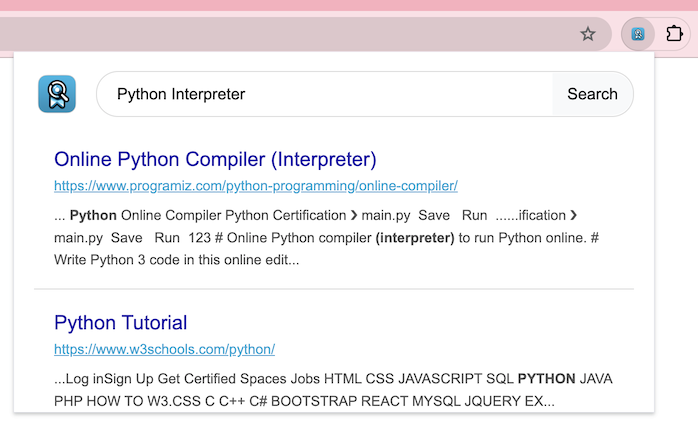 Python Interpreter
Search
Online Python Compiler (Interpreter)
https://www.programiz.com/python-programming/online-compiler/
... Python Online Compiler Python Certification ❯ main.py Save Run ......ification ❯
main.py Save Run 123 # Online Python compiler (interpreter) to run Python online. #
Write Python 3 code in this online edit...
Python Tutorial
https://www.w3schools.com/python/
...Log inSign Up Get Certified Spaces Jobs HTML CSS JAVASCRIPT SQL PYTHON JAVA
PHP HOW TO W3.CSS C C++ C# BOOTSTRAP REACT MYSQL JQUERY EX...